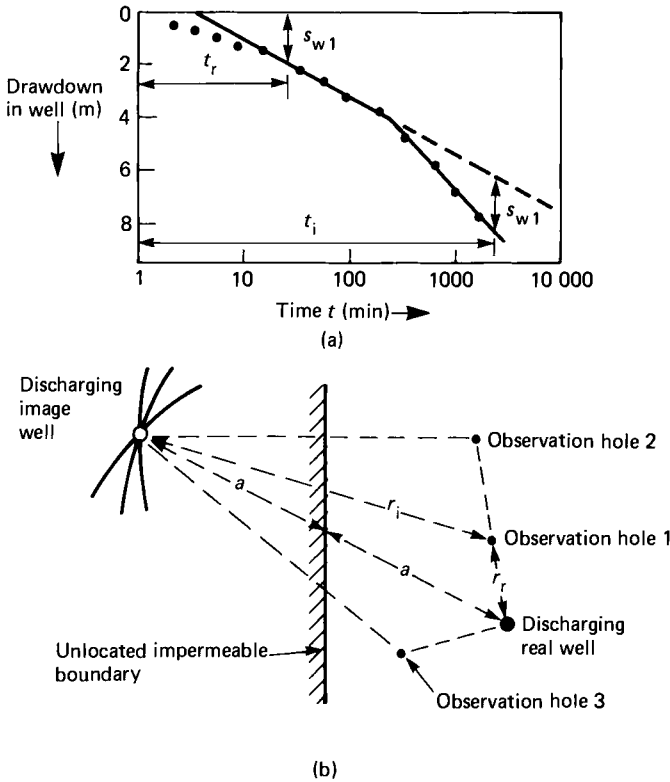 0
2
4
6
8
Drawdown
in well (m)
t_r
s_w1
s_w1
t_i
1
10
100
1000
10 000
Time t (min)
(a)
Discharging
image
well
Observation hole 2
a
r_i
Observation hole 1
a
r_r
Discharging
real well
Unlocated impermeable
boundary
Observation hole 3
(b)